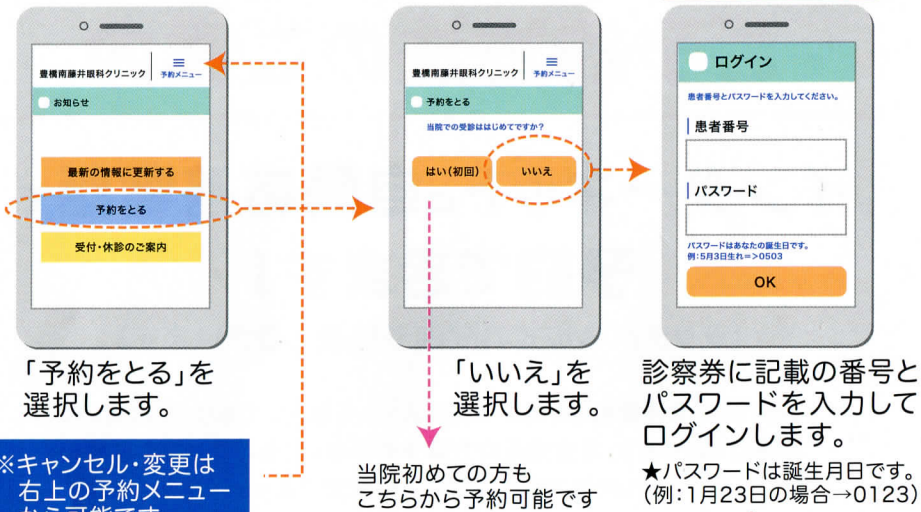 豊橋南藤井眼科クリニック
予約メニュー
お知らせ
最新の情報に更新する
予約をとる
受付・休診のご案内
「予約をとる」を
選択します。
※キャンセル・変更は
右上の予約メニュー
から可能です
豊橋南藤井眼科クリニック
予約メニュー
予約をとる
当院での受診ははじめてですか?
はい(初回)
いいえ
「いいえ」を
選択します。
当院初めての方も
こちらから予約可能です
ログイン
患者番号とパスワードを入力してください。
患者番号
パスワード
パスワードはあなたの誕生日です。
例:5月3日生れ=>0503
OK
診察券に記載の番号と
パスワードを入力して
ログインします。
★パスワードは誕生月日です。
(例:1月23日の場合→0123)